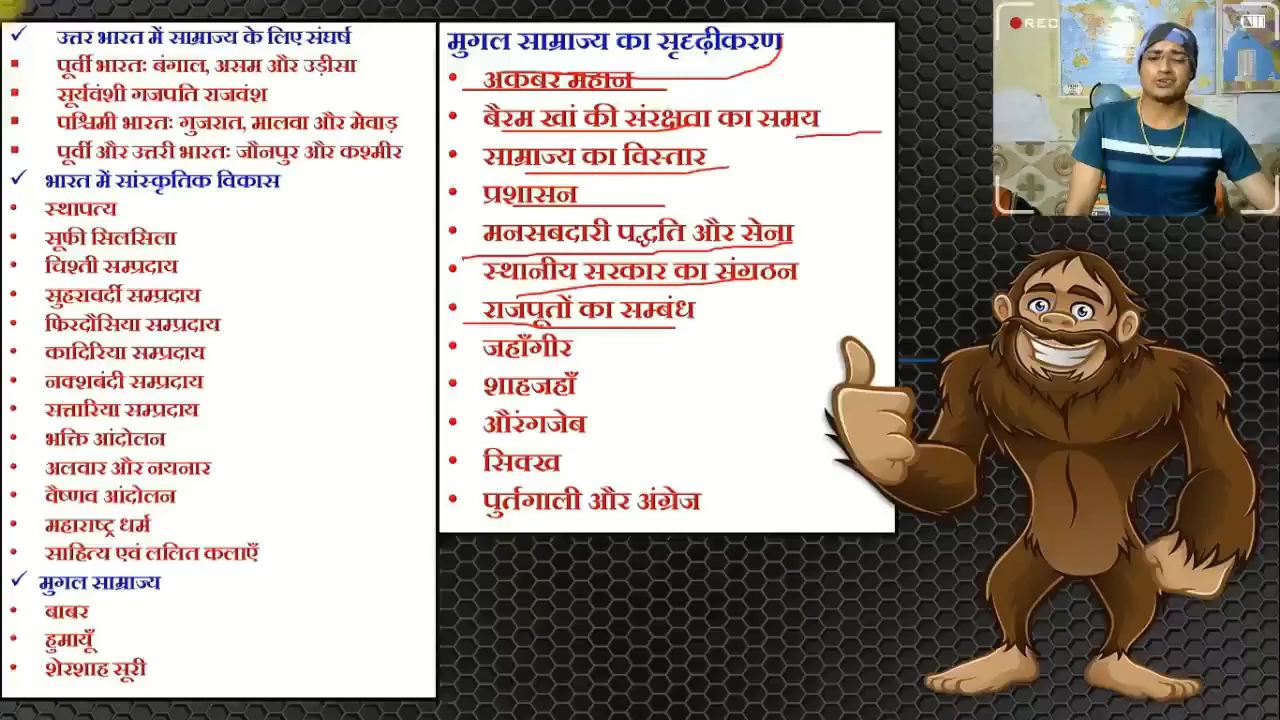 उत्तर भारत में साम्राज्य के लिए संघर्ष
पूर्वी भारतः बंगाल, असम और उड़ीसा
सूर्यवंशी गजपति राजवंश
पश्चिमी भारतः गुजरात, मालवा और मेवाड़
पूर्वी और उत्तरी भारतः जौनपुर और कश्मीर
भारत में सांस्कृतिक विकास
स्थापत्य
सूफी सिलसिला
चिश्ती सम्प्रदाय
सुहरावर्दी सम्प्रदाय
फिरदौसिया सम्प्रदाय
कादिरिया सम्प्रदाय
नक्शबंदी सम्प्रदाय
सत्तारिया सम्प्रदाय
भक्ति आंदोलन
अलवार और नयनार
वैष्णव आंदोलन
महाराष्ट्र धर्म
साहित्य एवं ललित कलाएँ
मुगल साम्राज्य
बाबर
हुमायूँ
शेरशाह सूरी
मुगल साम्राज्य का सृदृढ़ीकरण
अकबर महान
बैरम खां की संरक्षता का समय
साम्राज्य का विस्तार
प्रशासन
मनसबदारी पद्धति और सेना
स्थानीय सरकार का संगठन
राजपूतों का सम्बंध
जहाँगीर
शाहजहाँ
औरंगजेब
सिक्ख
पुर्तगाली और अंग्रेज
REC